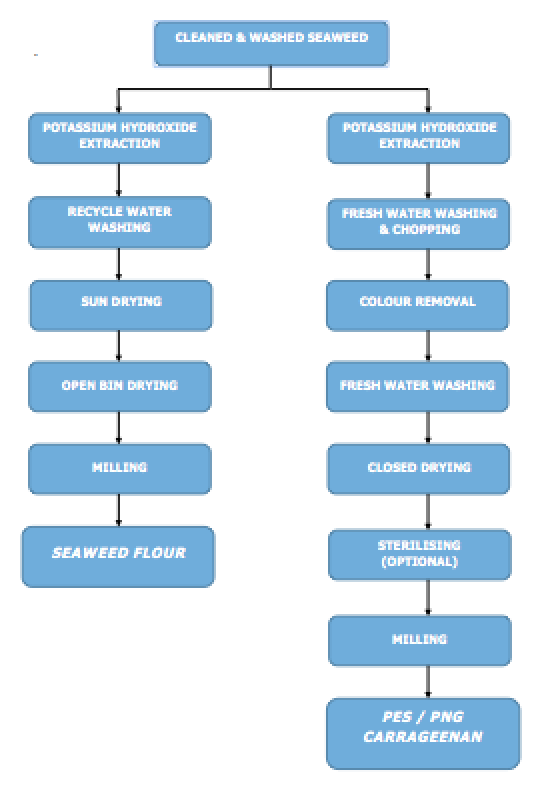 CLEANED & WASHED SEAWEED
POTASSIUM HYDROXIDE
EXTRACTION
RECYCLE WATER
WASHING
SUN DRYING
OPEN BIN DRYING
MILLING
SEAWEED FLOUR
POTASSIUM HYDROXIDE
EXTRACTION
FRESH WATER WASHING
& CHOPPING
COLOUR REMOVAL
FRESH WATER WASHING
CLOSED DRYING
STERILISING
(OPTIONAL)
MILLING
PES / PNG
CARRAGEENAN